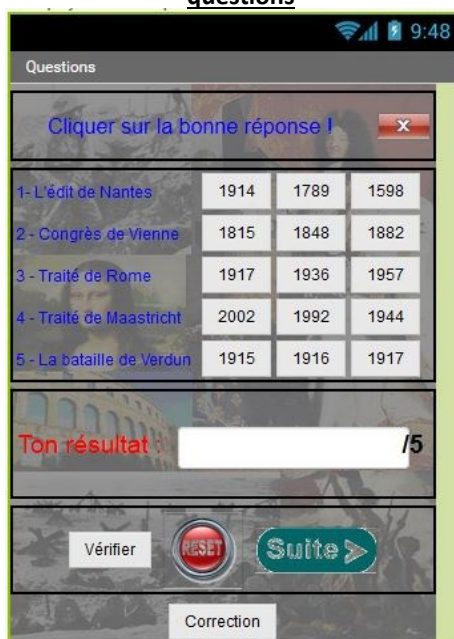 questions
9:48
Questions
Cliquer sur la bonne réponse !
x
1- L'édit de Nantes 1914 1789 1598
2 - Congrès de Vienne 1815 1848 1882
3 - Traité de Rome 1917 1936 1957
4 - Traité de Maastricht 2002 1992 1944
5 - La bataille de Verdun 1915 1916 1917
Ton résultat : /5
Vérifier RESET Suite >
Correction